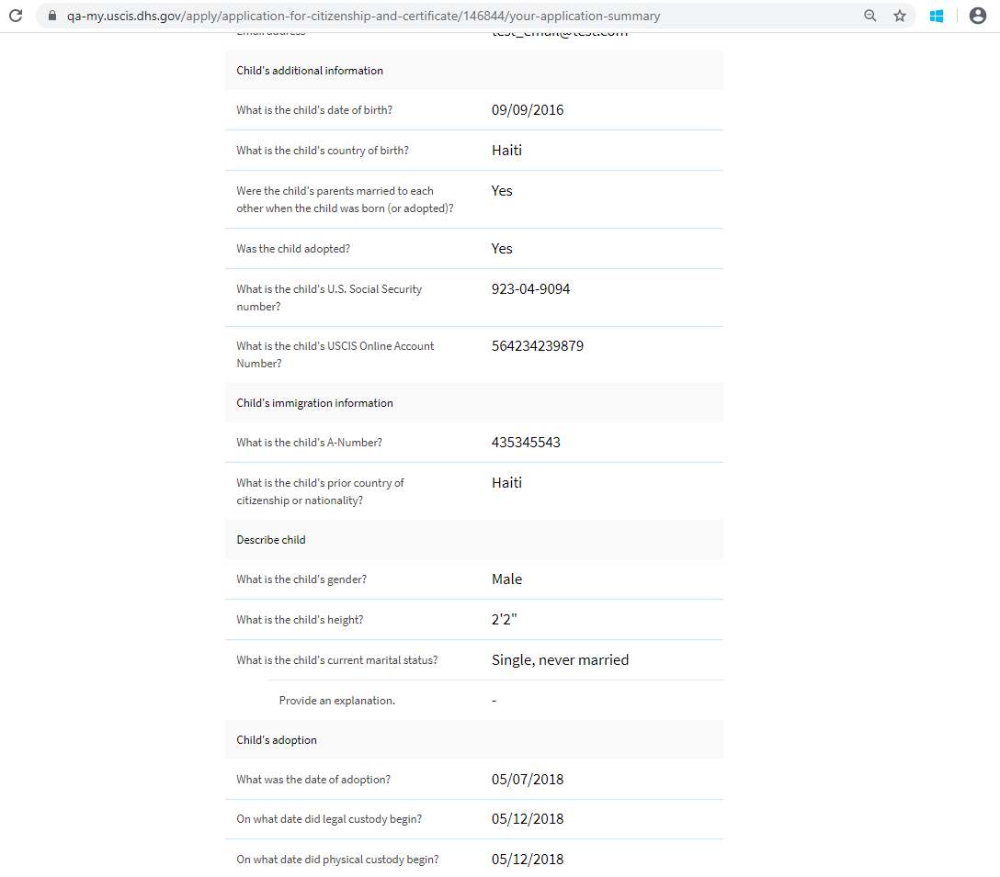 qa-my.uscis.dhs.gov/apply/application-for-citizenship-and-certificate/146844/your-application-summary
Email address test_email@test.com
Child's additional information
What is the child's date of birth? 09/09/2016
What is the child's country of birth? Haiti
Were the child's parents married to each Yes
other when the child was born (or adopted)?
Was the child adopted? Yes
What is the child's U.S. Social Security 923-04-9094
number?
What is the child's USCIS Online Account 564234239879
Number?
Child's immigration information
What is the child's A-Number? 435345543
What is the child's prior country of Haiti
citizenship or nationality?
Describe child
What is the child's gender? Male
What is the child's height? 2'2"
What is the child's current marital status? Single, never married
Provide an explanation. -
Child's adoption
What was the date of adoption? 05/07/2018
On what date did legal custody begin? 05/12/2018
On what date did physical custody begin? 05/12/2018